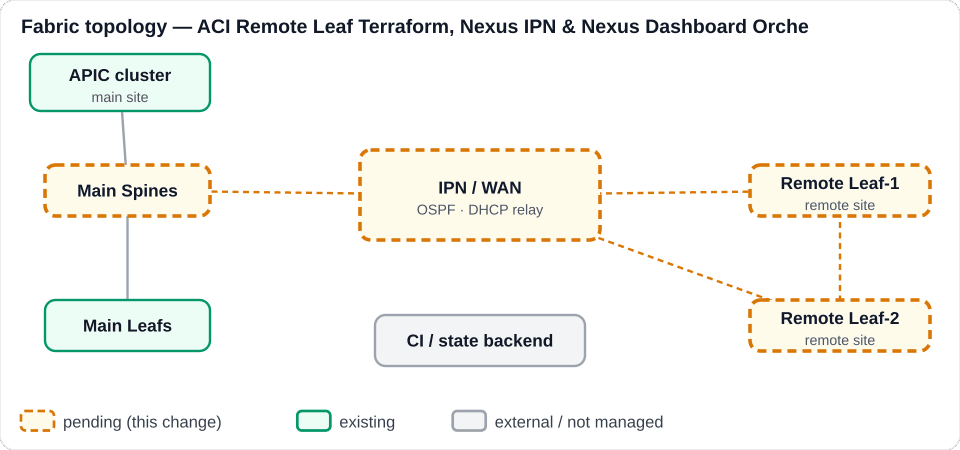 Fabric topology — ACI Remote Leaf Terraform, Nexus IPN & Nexus Dashboard Orche
APIC cluster
main site
Main Spines
IPN / WAN
OSPF · DHCP relay
Remote Leaf-1
remote site
Main Leafs
CI / state backend
Remote Leaf-2
remote site
pending (this change)
existing
external / not managed